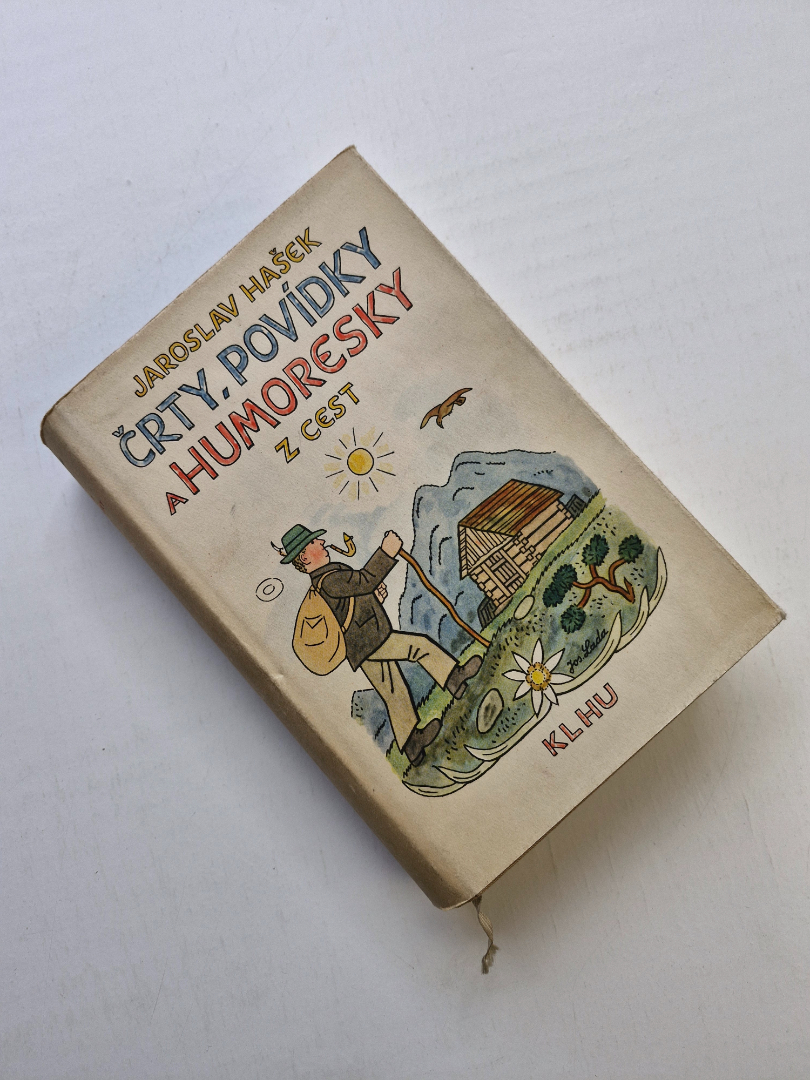 JAROSLAV HAŠEK
ČRTY, POVÍDKY
A HUMORESKY
Z CEST
Jos. Lada
KLHU